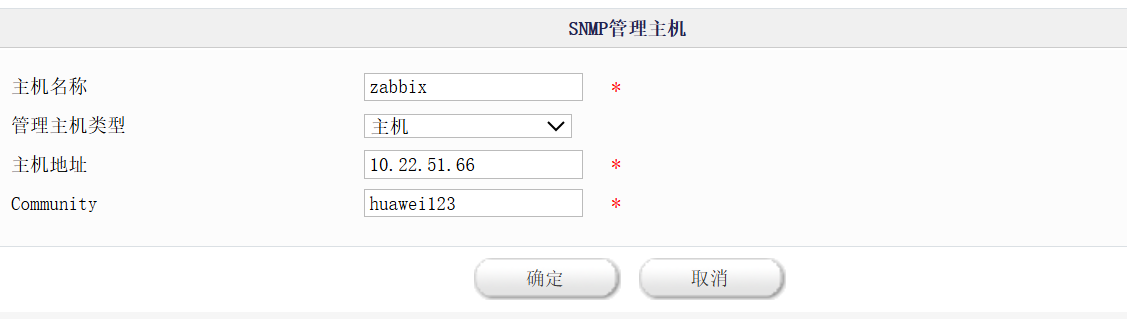 SNMP管理主机
主机名称 zabbix *
管理主机类型 主机
主机地址 10.22.51.66 *
Community huawei123 *
确定 取消